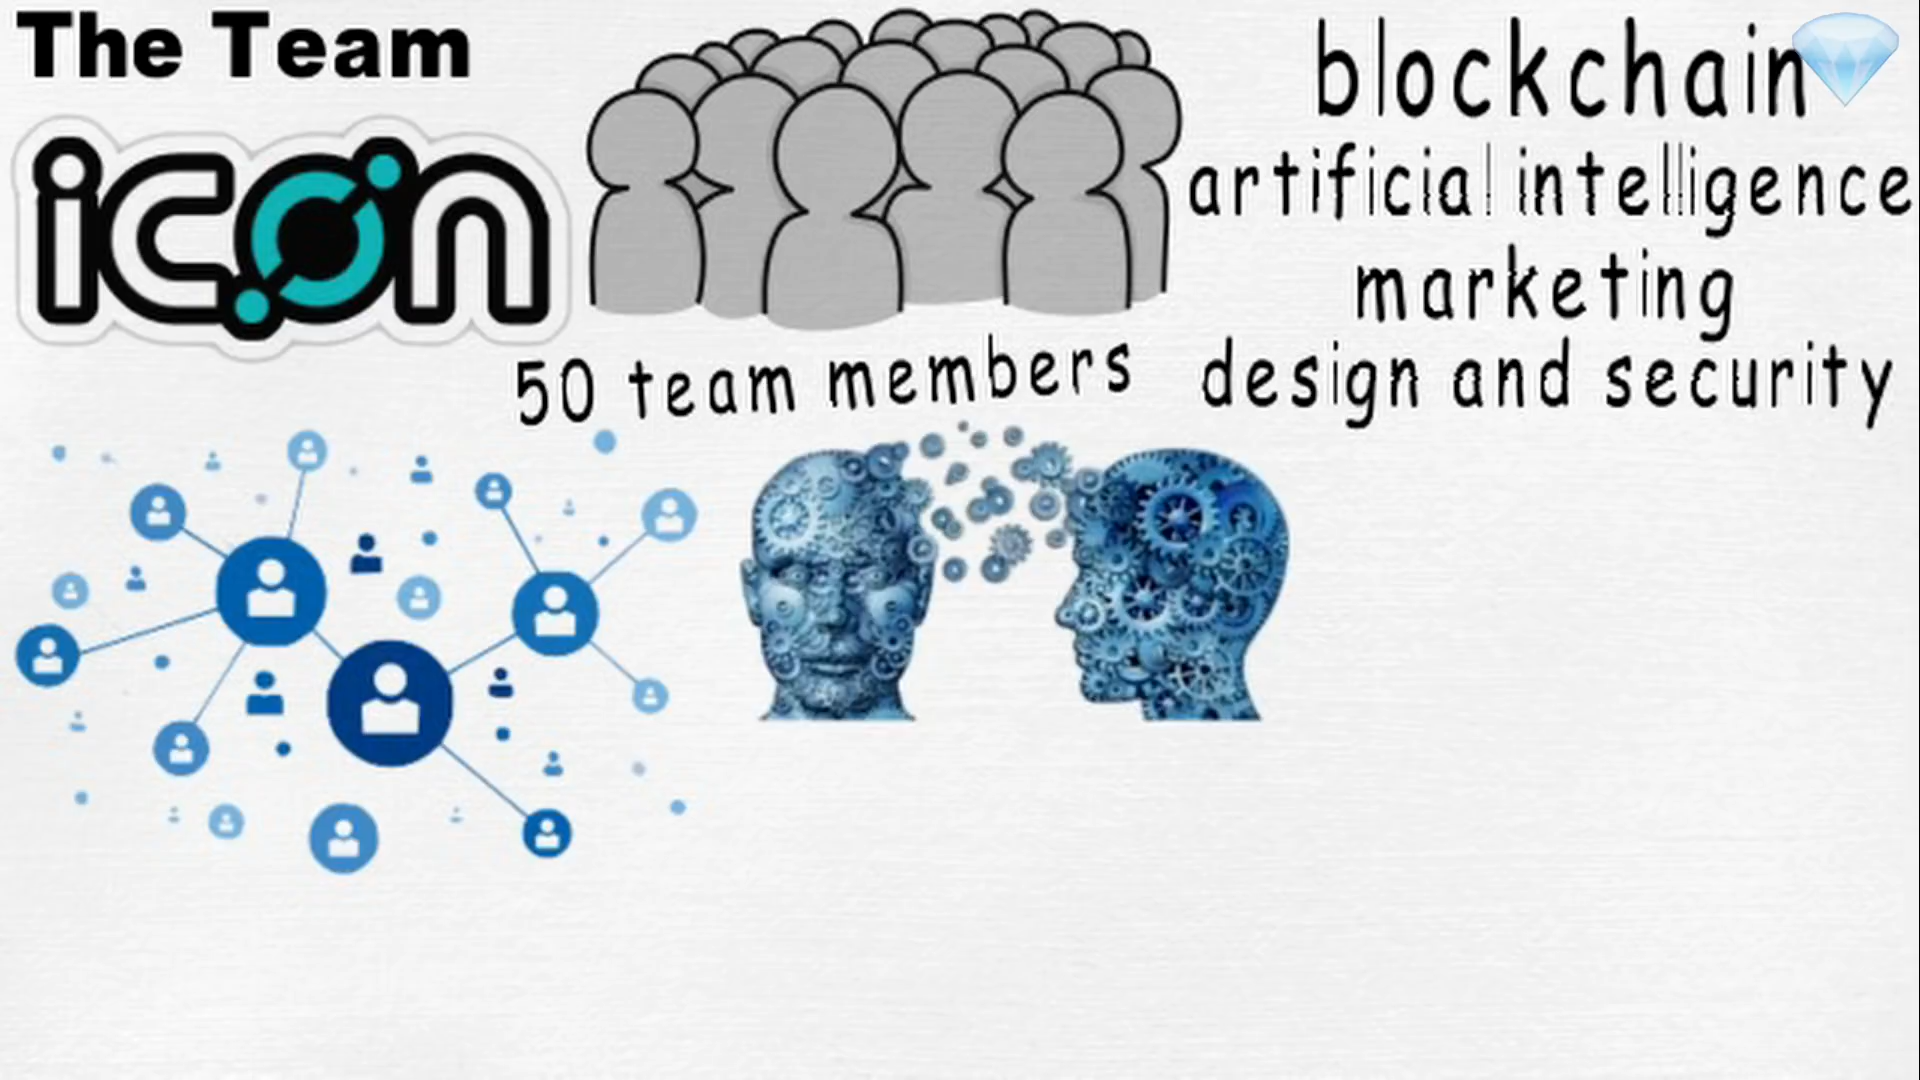 The Team
icon
50 team members
blockchain
artificial intelligence
marketing
design and security